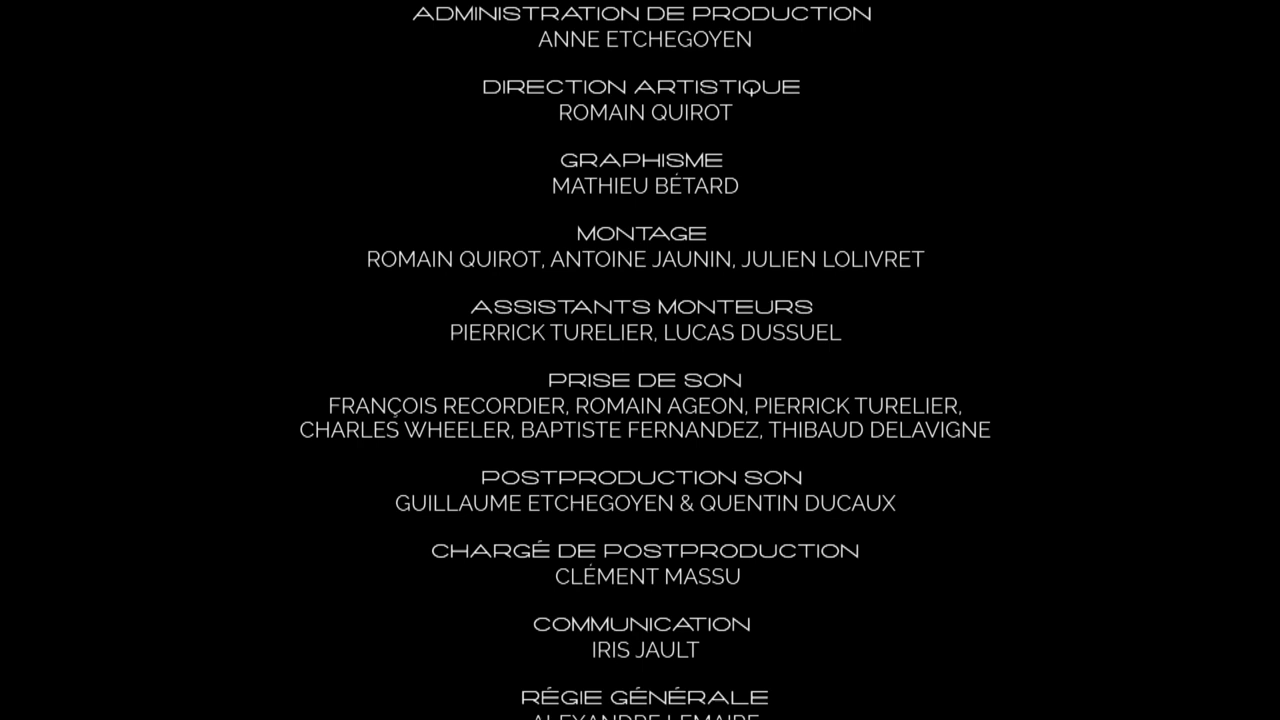 ADMINISTRATION DE PRODUCTION
ANNE ETCHEGOYEN
DIRECTION ARTISTIQUE
ROMAIN QUIROT
GRAPHISME
MATHIEU BÉTARD
MONTAGE
ROMAIN QUIROT, ANTOINE JAUNIN, JULIEN LOLIVRET
ASSISTANTS MONTEURS
PIERRICK TURELIER, LUCAS DUSSUEL
PRISE DE SON
FRANÇOIS RECORDIER, ROMAIN AGEON, PIERRICK TURELIER,
CHARLES WHEELER, BAPTISTE FERNANDEZ, THIBAUD DELAVIGNE
POSTPRODUCTION SON
GUILLAUME ETCHEGOYEN & QUENTIN DUCAUX
CHARGÉ DE POSTPRODUCTION
CLÉMENT MASSU
COMMUNICATION
IRIS JAULT
RÉGIE GÉNÉRALE
ALEXANDRE LEMAIRE